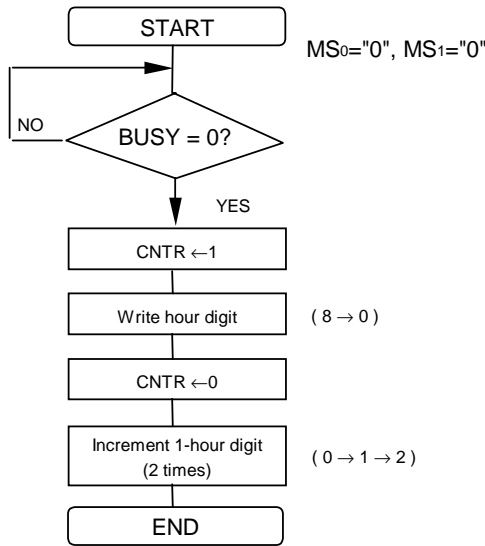 START
MS0="0", MS1="0"
NO
BUSY = 0?
YES
CNTR ←1
Write hour digit
( 8 → 0 )
CNTR ←0
Increment 1-hour digit
(2 times)
( 0 → 1 → 2 )
END